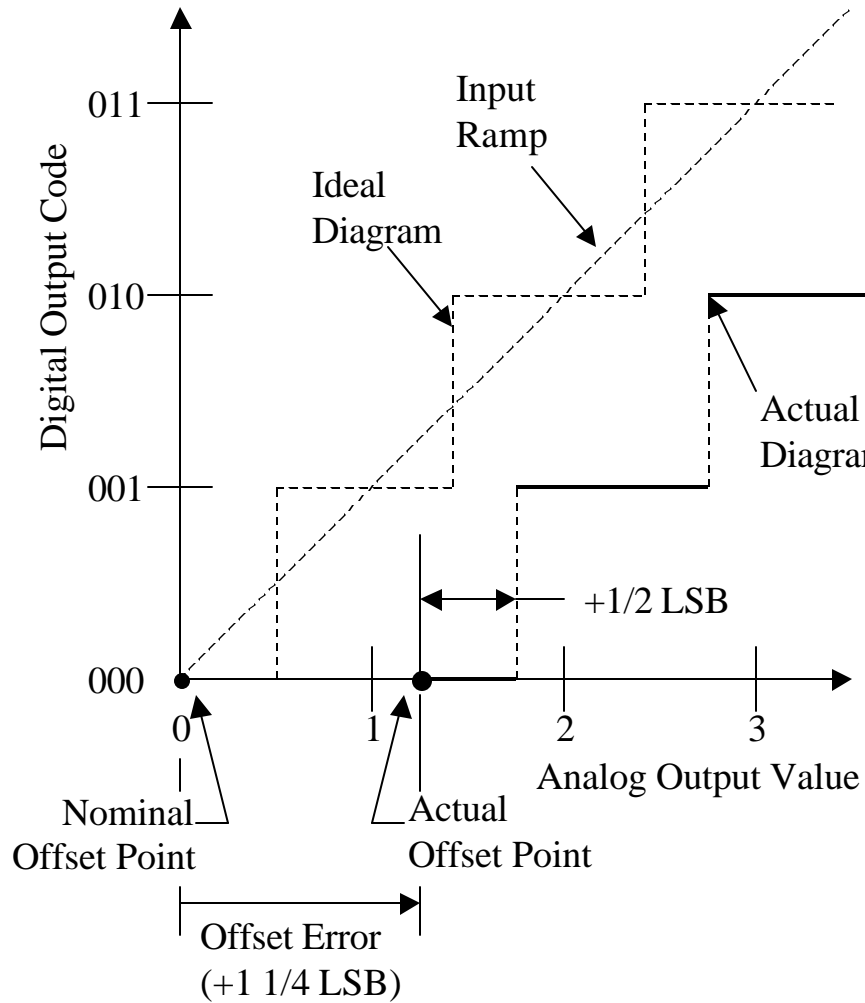 011
Input
Ramp
Digital Output Code
Ideal
Diagram
010
Actual
Diagram
001
+1/2 LSB
000
0
1
2
3
Analog Output Value
Nominal
Offset Point
Actual
Offset Point
Offset Error
(+1 1/4 LSB)